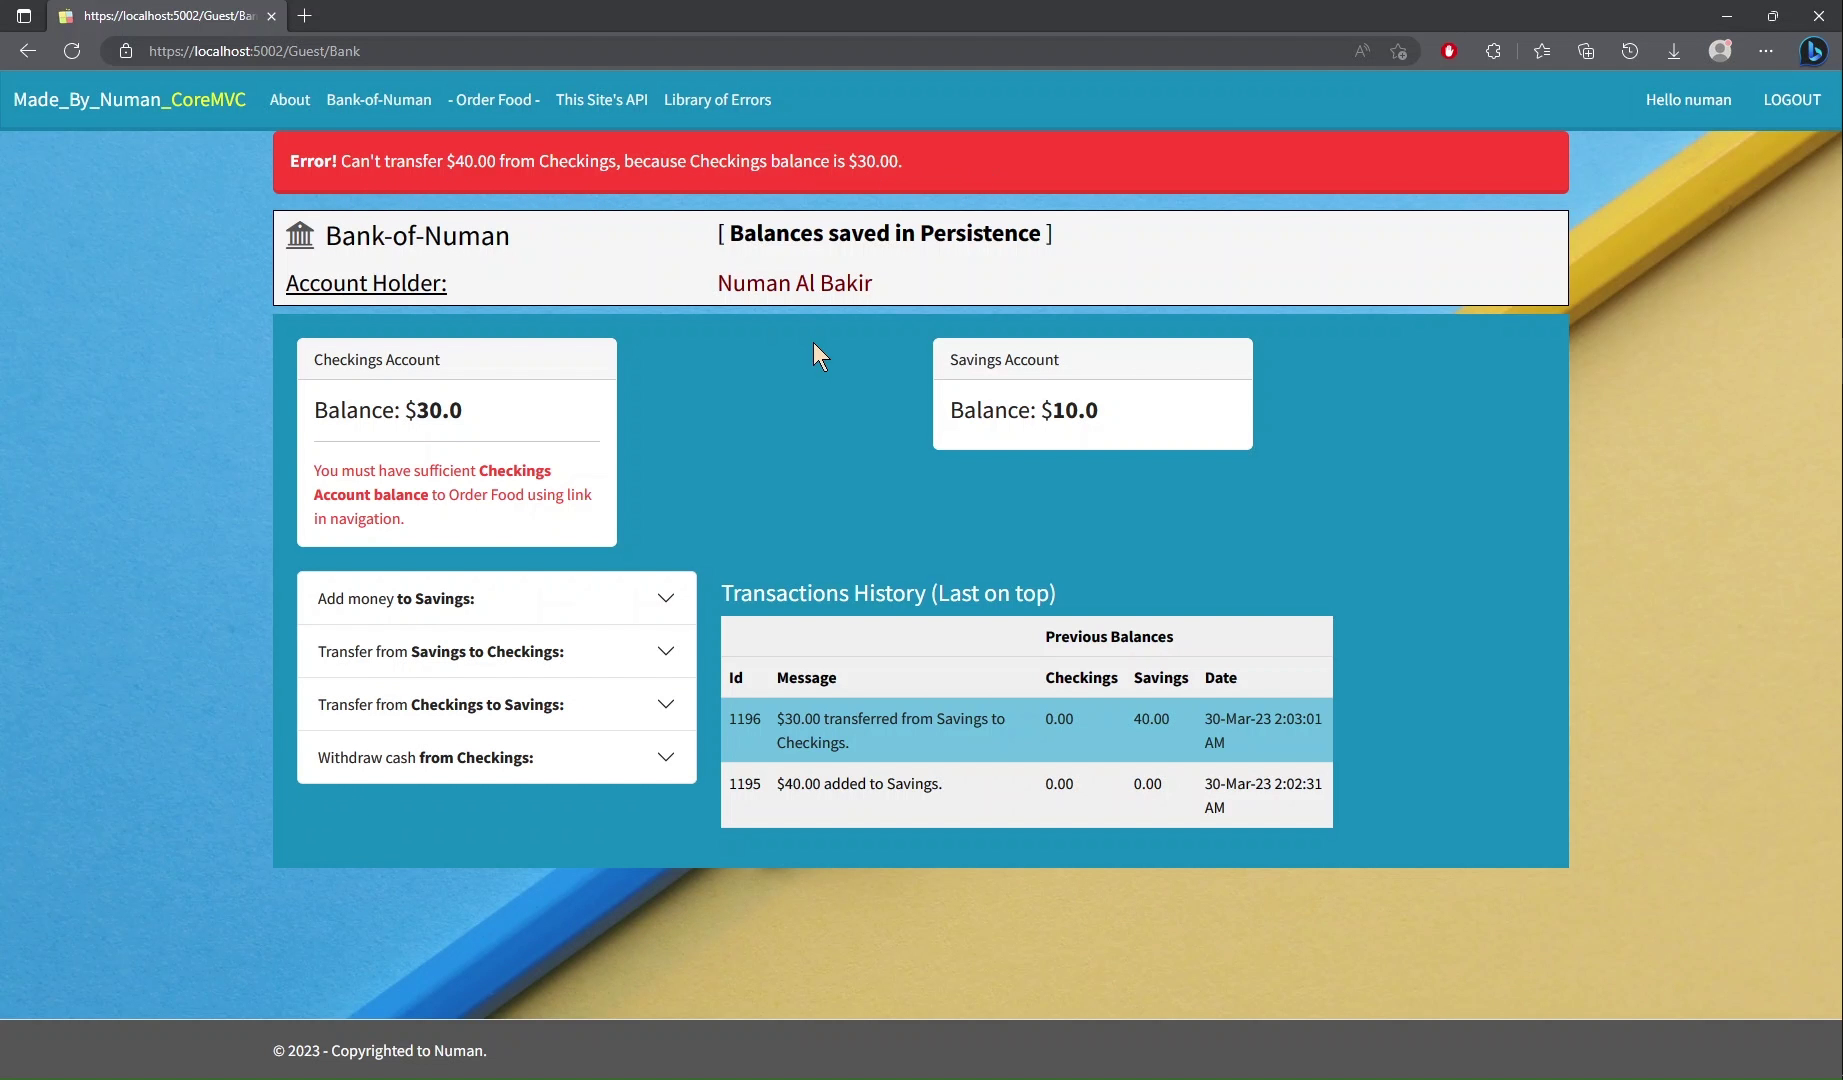 https://localhost:5002/Guest/Ban
https://localhost:5002/Guest/Bank
Made_By_Numan_CoreMVC About Bank-of-Numan - Order Food - This Site's API Library of Errors Hello numan LOGOUT
Error! Can't transfer $40.00 from Checkings, because Checkings balance is $30.00.
Bank-of-Numan [ Balances saved in Persistence ]
Account Holder: Numan Al Bakir
Checkings Account
Balance: $30.0
You must have sufficient Checkings
Account balance to Order Food using link
in navigation.
Savings Account
Balance: $10.0
Add money to Savings:
Transfer from Savings to Checkings:
Transfer from Checkings to Savings:
Withdraw cash from Checkings:
Transactions History (Last on top)
Previous Balances
Id Message Checkings Savings Date
1196 $30.00 transferred from Savings to 0.00 40.00 30-Mar-23 2:03:01
Checkings. AM
1195 $40.00 added to Savings. 0.00 0.00 30-Mar-23 2:02:31
AM
© 2023 - Copyrighted to Numan.